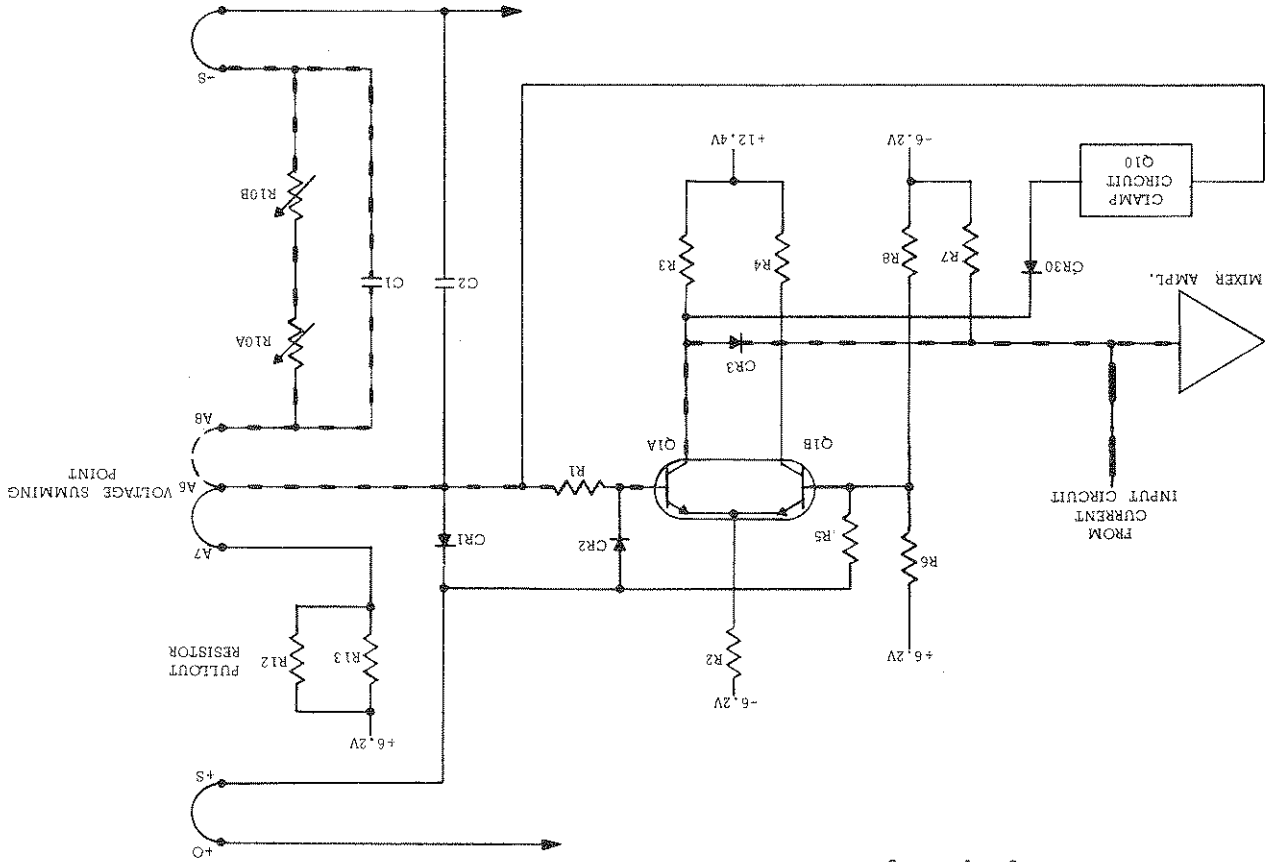 +O
+S
+6.2V
-6.2V
PULLOUT
RESISTOR
R13
R12
+6.2V
R2
A7
FROM
CURRENT
INPUT CIRCUIT
R6
R5
CR2
CR1
A6
VOLTAGE SUMMING
POINT
R1
Q1B
Q1A
A8
CR3
MIXER AMPL.
CR30
R7
R8
R4
R3
C2
C1
R10A
CLAMP
CIRCUIT
Q10
-6.2V
+12.4V
R10B
-S